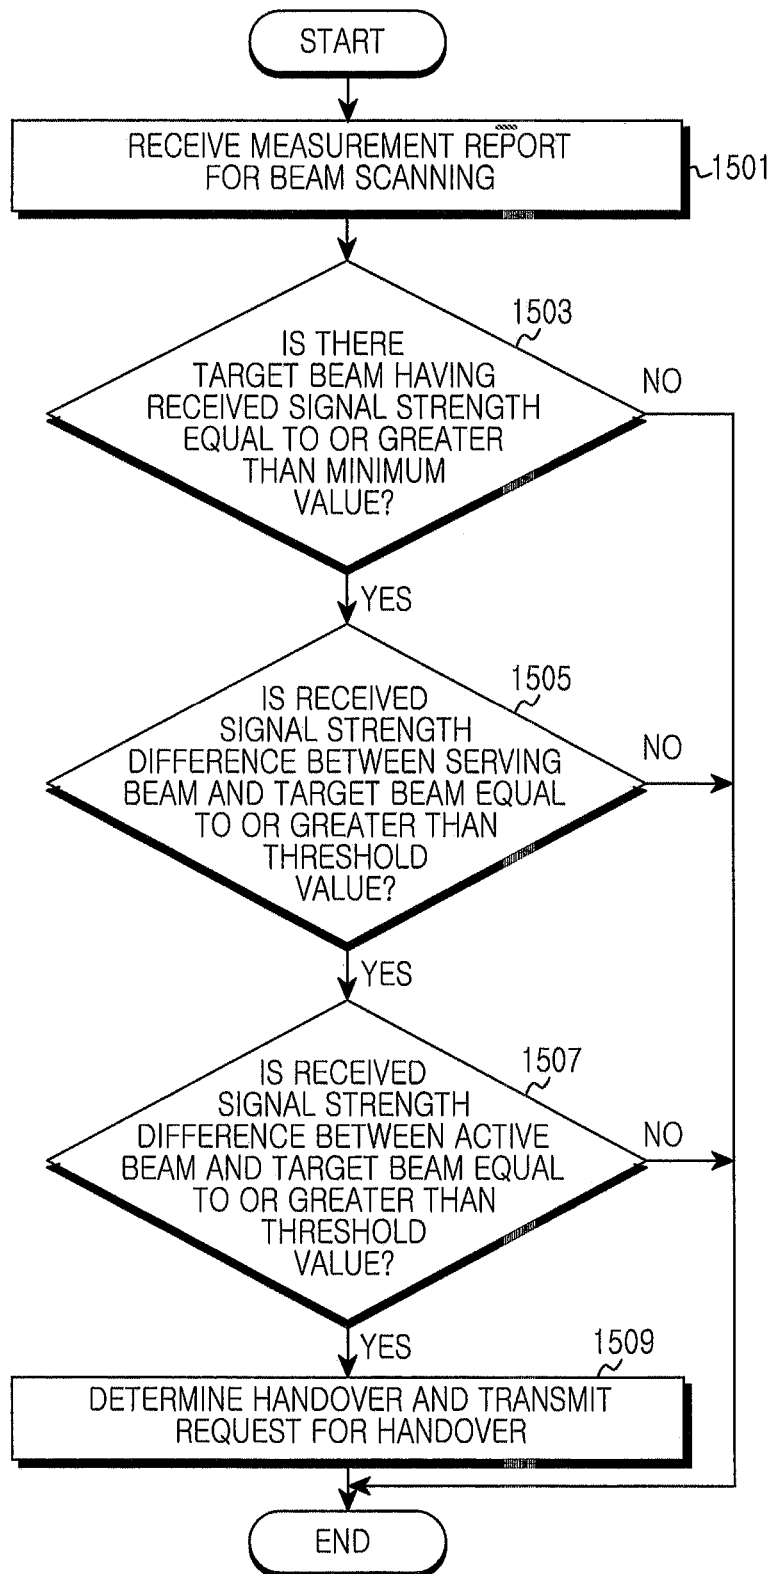 START
RECEIVE MEASUREMENT REPORT
FOR BEAM SCANNING
1501
1503
IS THERE
TARGET BEAM HAVING
RECEIVED SIGNAL STRENGTH
EQUAL TO OR GREATER
THAN MINIMUM
VALUE?
NO
YES
1505
IS RECEIVED
SIGNAL STRENGTH
DIFFERENCE BETWEEN SERVING
BEAM AND TARGET BEAM EQUAL
TO OR GREATER THAN
THRESHOLD
VALUE?
NO
YES
1507
IS RECEIVED
SIGNAL STRENGTH
DIFFERENCE BETWEEN ACTIVE
BEAM AND TARGET BEAM EQUAL
TO OR GREATER THAN
THRESHOLD
VALUE?
NO
YES
1509
DETERMINE HANDOVER AND TRANSMIT
REQUEST FOR HANDOVER
END